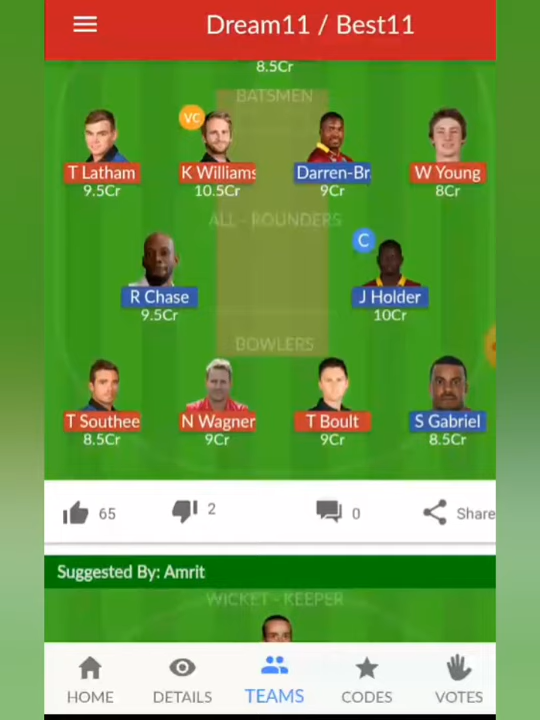 Dream11 / Best11
8.5Cr
BATSMEN
VC
T Latham
K Williams
Darren-Br
W Young
9.5Cr
10.5Cr
9Cr
8Cr
ALL - ROUNDERS
C
R Chase
J Holder
9.5Cr
10Cr
BOWLERS
T Southee
N Wagner
T Boult
S Gabriel
8.5Cr
9Cr
9Cr
8.5Cr
65
2
0
Share
Suggested By: Amrit
WICKET - KEEPER
HOME
DETAILS
TEAMS
CODES
VOTES